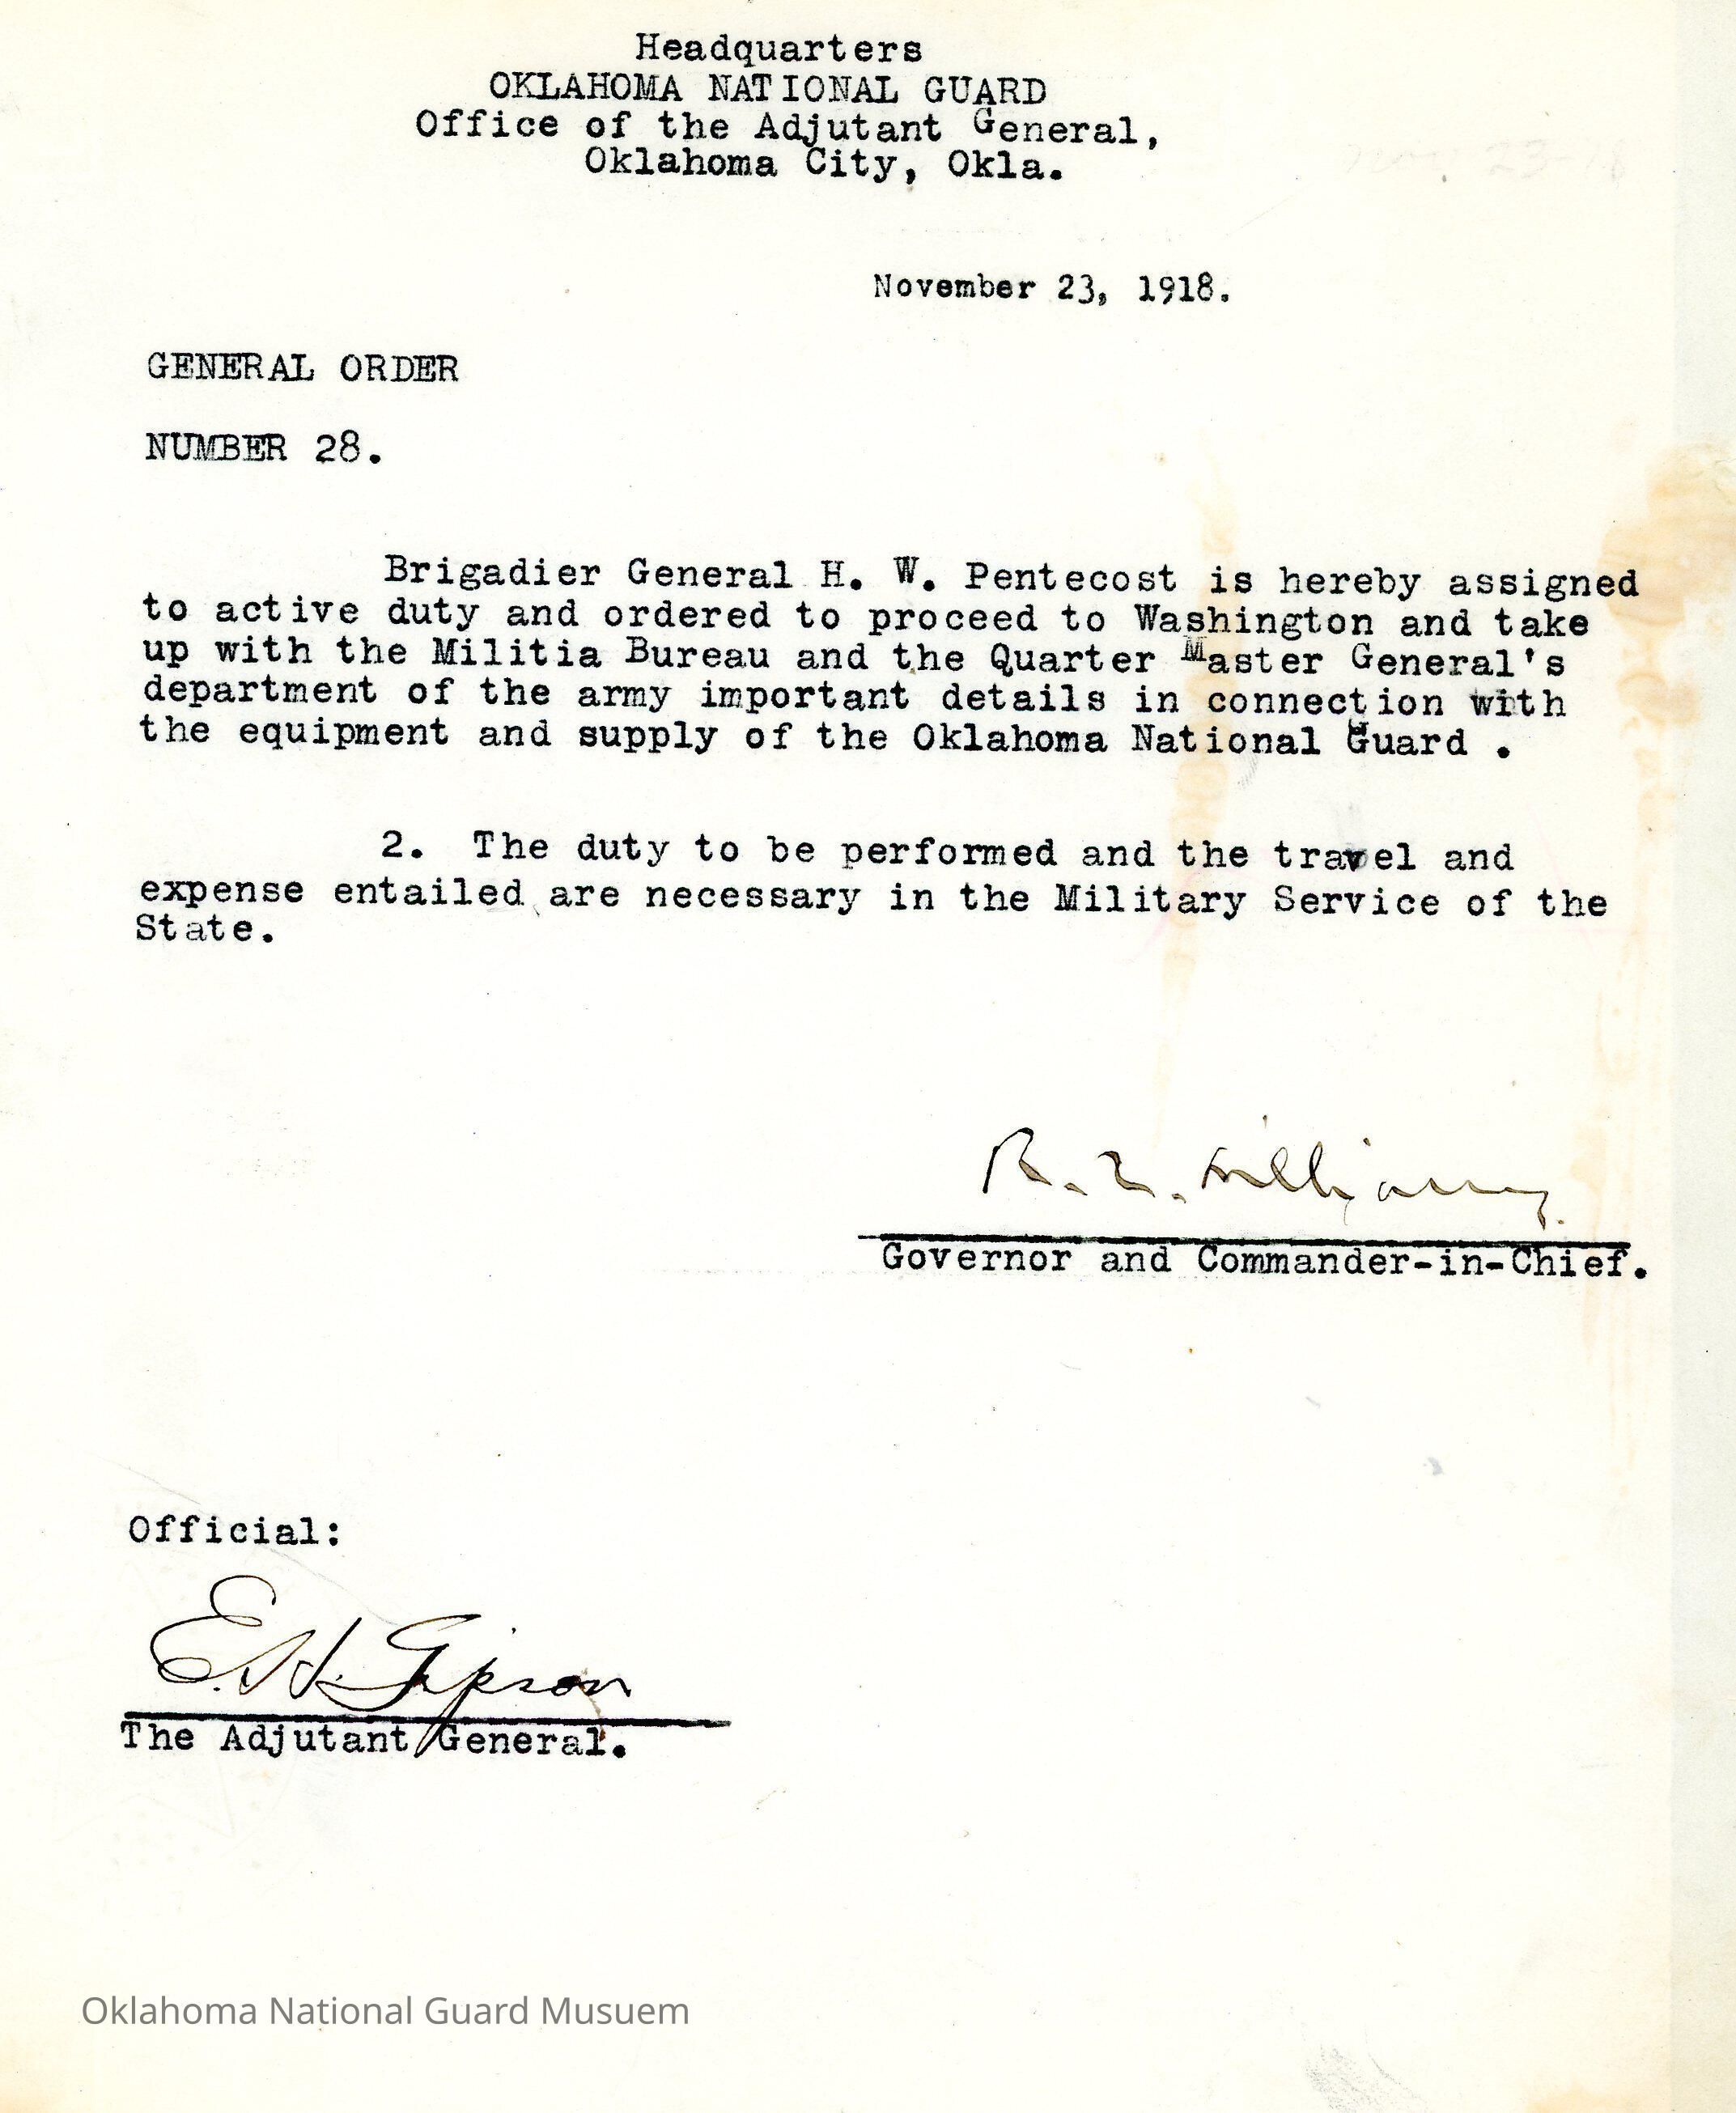 Headquarters
OKLAHOMA NATIONAL GUARD
Office of the Adjutant General,
Oklahoma City, Okla.
23
November 23, 1918.
GENERAL ORDER
NUMBER 28.
Brigadier General H. W. Pentecost is hereby assigned
to active duty and ordered to proceed to Washington and take
up with the Militia Bureau and the Quarter Master General's
department of the army important details in connection with
the equipment and supply of the Oklahoma National Guard .
2. The duty to be performed and the travel and
expense entailed are necessary in the Military Service of the
State.
R. L. Williams.
Governor and Commander-in-Chief.
Official:
E. H. Gipson
The Adjutant General.
Oklahoma National Guard Musuem